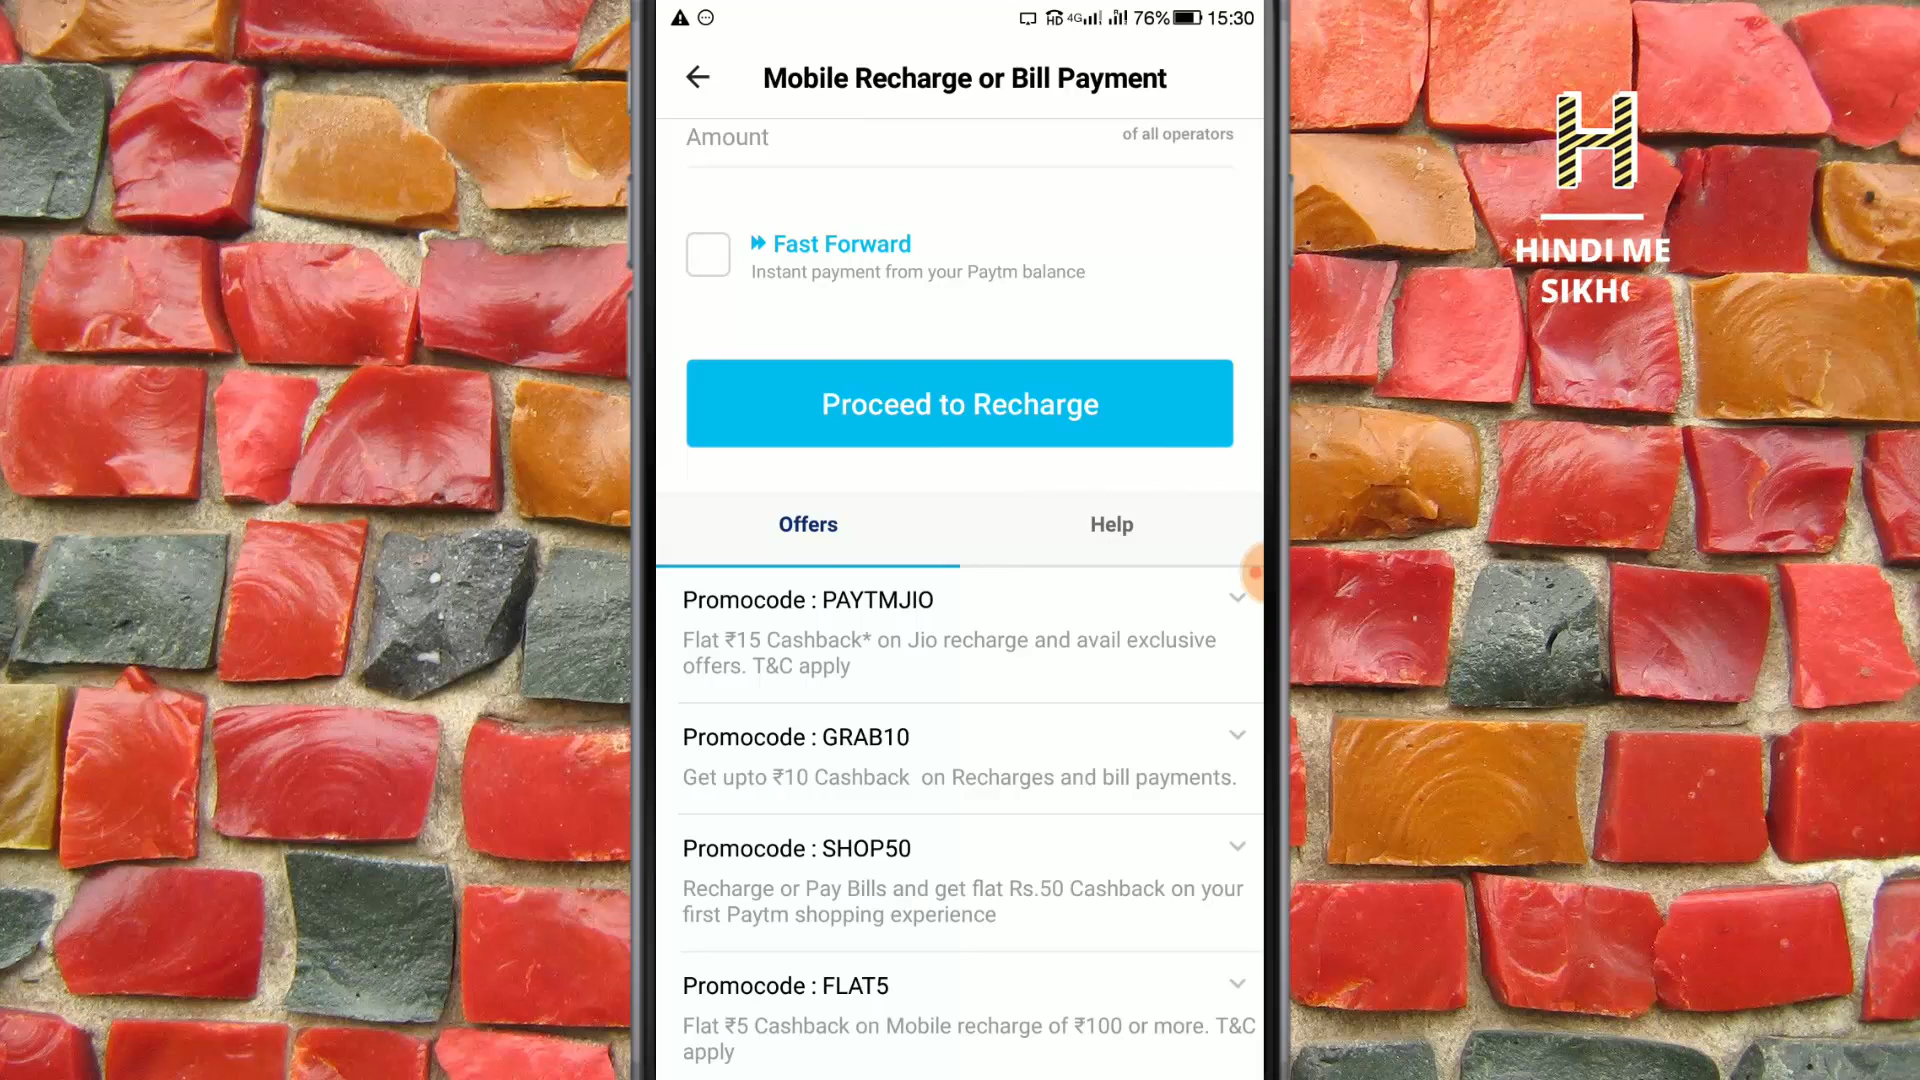 HD 4G 76% 15:30
Mobile Recharge or Bill Payment
Amount
of all operators
Fast Forward
Instant payment from your Paytm balance
Proceed to Recharge
Offers
Help
Promocode : PAYTMJIO
Flat ₹15 Cashback* on Jio recharge and avail exclusive
offers. T&C apply
Promocode : GRAB10
Get upto ₹10 Cashback on Recharges and bill payments.
Promocode : SHOP50
Recharge or Pay Bills and get flat Rs.50 Cashback on your
first Paytm shopping experience
Promocode : FLAT5
Flat ₹5 Cashback on Mobile recharge of ₹100 or more. T&C
apply
H
HINDI ME
SIKH